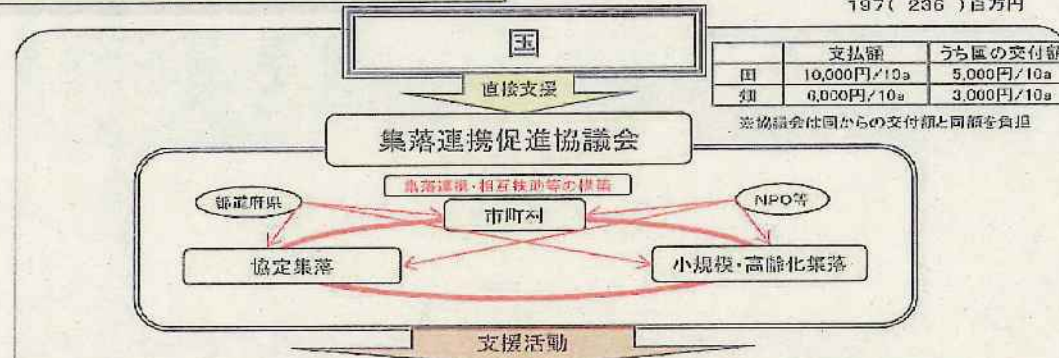 197( 236 )百万円
国
支払額 うち国の交付額
田 10,000円/10a 5,000円/10a
畑 6,000円/10a 3,000円/10a
直接支援
※協議会は国からの交付額と同額を負担
集落連携促進協議会
集落連携・相互扶助等の構築
都道府県
NPO等
市町村
協定集落
小規模・高齢化集落
支援活動